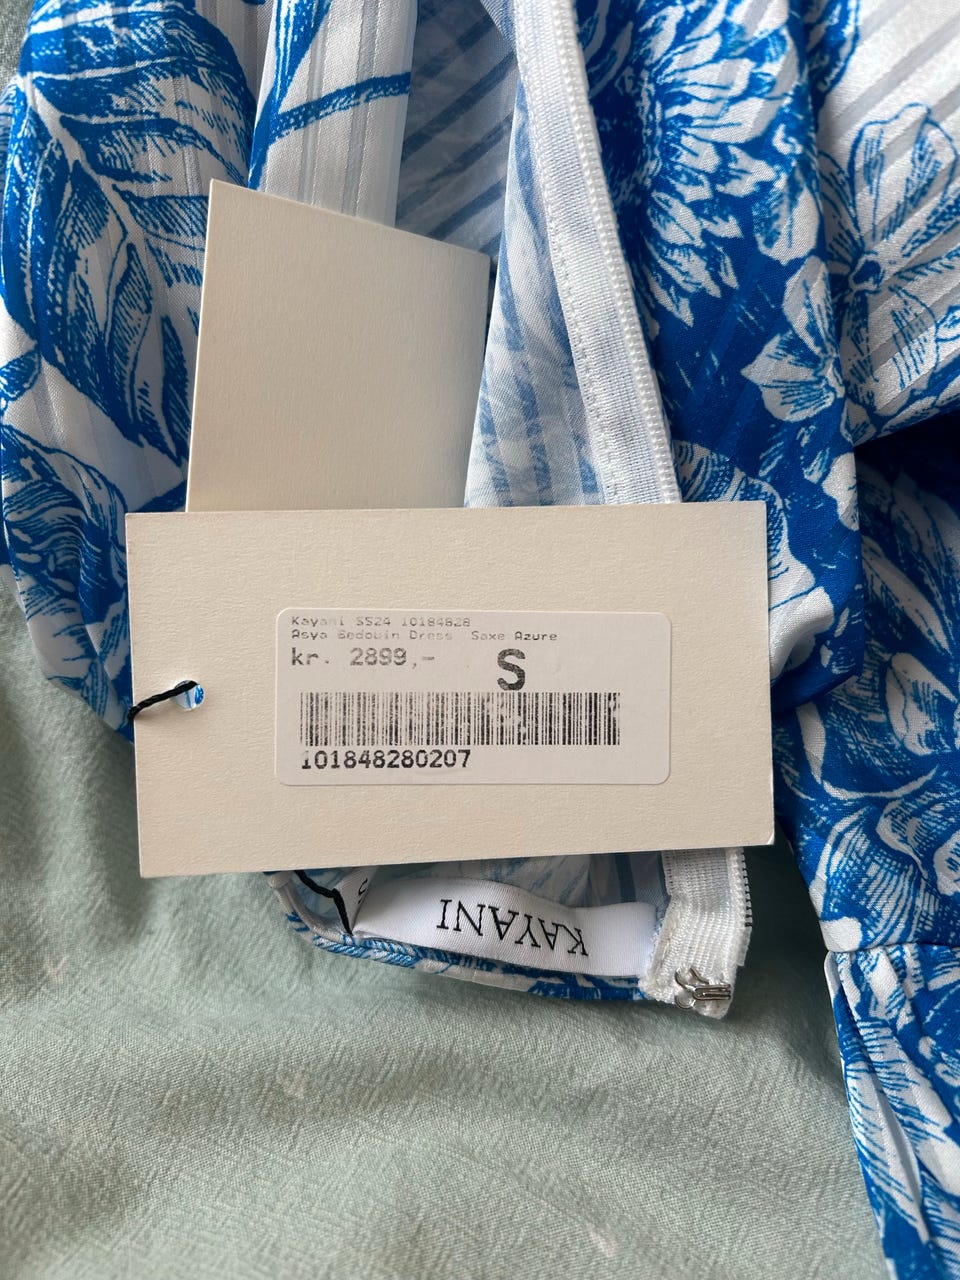 Kayani SS24 10184828
Asya Bedouin Dress Saxe Azure
kr. 2899,-
S
101848280207
KAYANI